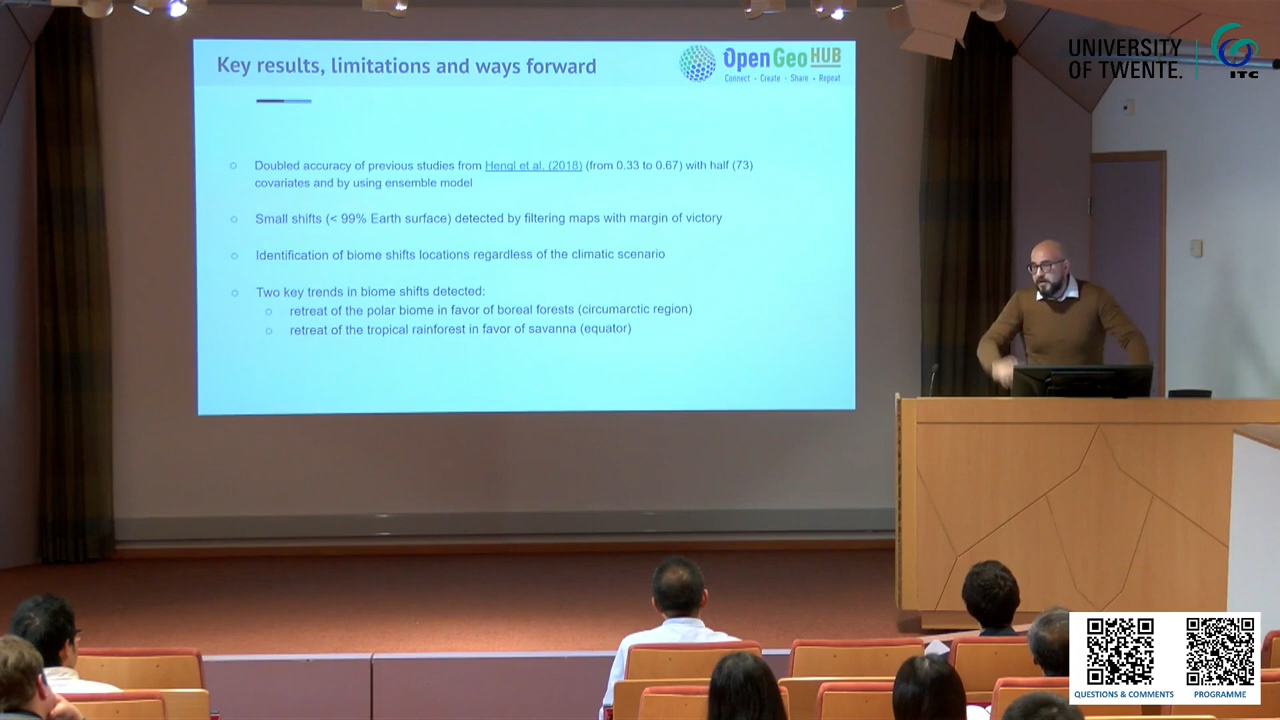 Key results, limitations and ways forward
OpenGeoHUB
Connect · Create · Share · Repeat
Doubled accuracy of previous studies from Hengl et al. (2018) (from 0.33 to 0.67) with half (73)
covariates and by using ensemble model
Small shifts (< 99% Earth surface) detected by filtering maps with margin of victory
Identification of biome shifts locations regardless of the climatic scenario
Two key trends in biome shifts detected:
retreat of the polar biome in favor of boreal forests (circumarctic region)
retreat of the tropical rainforest in favor of savanna (equator)
UNIVERSITY
OF TWENTE.
ITC
QUESTIONS & COMMENTS
PROGRAMME